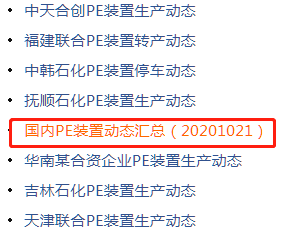 中天合创PE装置生产动态
福建联合PE装置转产动态
中韩石化PE装置停车动态
抚顺石化PE装置生产动态
国内PE装置动态汇总（20201021）
华南某合资企业PE装置生产动态
吉林石化PE装置生产动态
天津联合PE装置生产动态